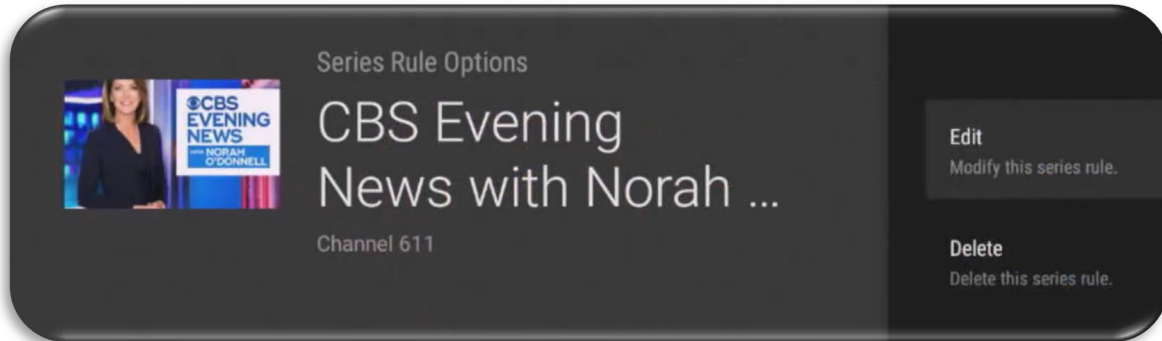 Series Rule Options
CBS Evening
News with Norah ...
Channel 611
CBS
EVENING
NEWS
WITH NORAH
O'DONNELL
Edit
Modify this series rule.
Delete
Delete this series rule.